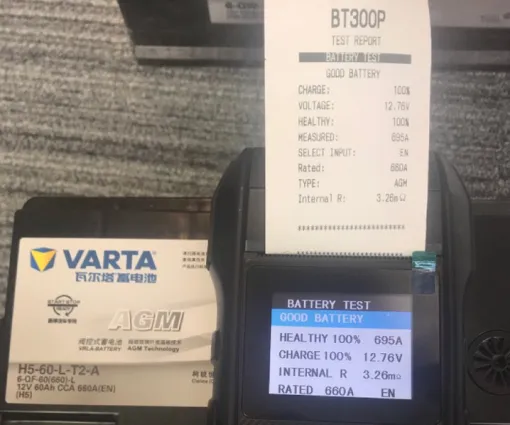 BT300P
TEST REPORT
BATTERY TEST
GOOD BATTERY
CHARGE: 100%
VOLTAGE: 12.76V
HEALTHY: 100%
MEASURED: 695A
SELECT INPUT: EN
Rated: 660A
TYPE: AGM
Internal R: 3.26mΩ
VARTA
瓦尔塔蓄电池
AGM
阀控式蓄电池
VRLA-BATTERY AGM Technology
H5-60-L-T2-A
6-QF-60(660)-L
12V 60Ah CCA 660A(EN)
(H5)
BATTERY TEST
GOOD BATTERY
HEALTHY 100% 695A
CHARGE 100% 12.76V
INTERNAL R 3.26mΩ
RATED 660A EN